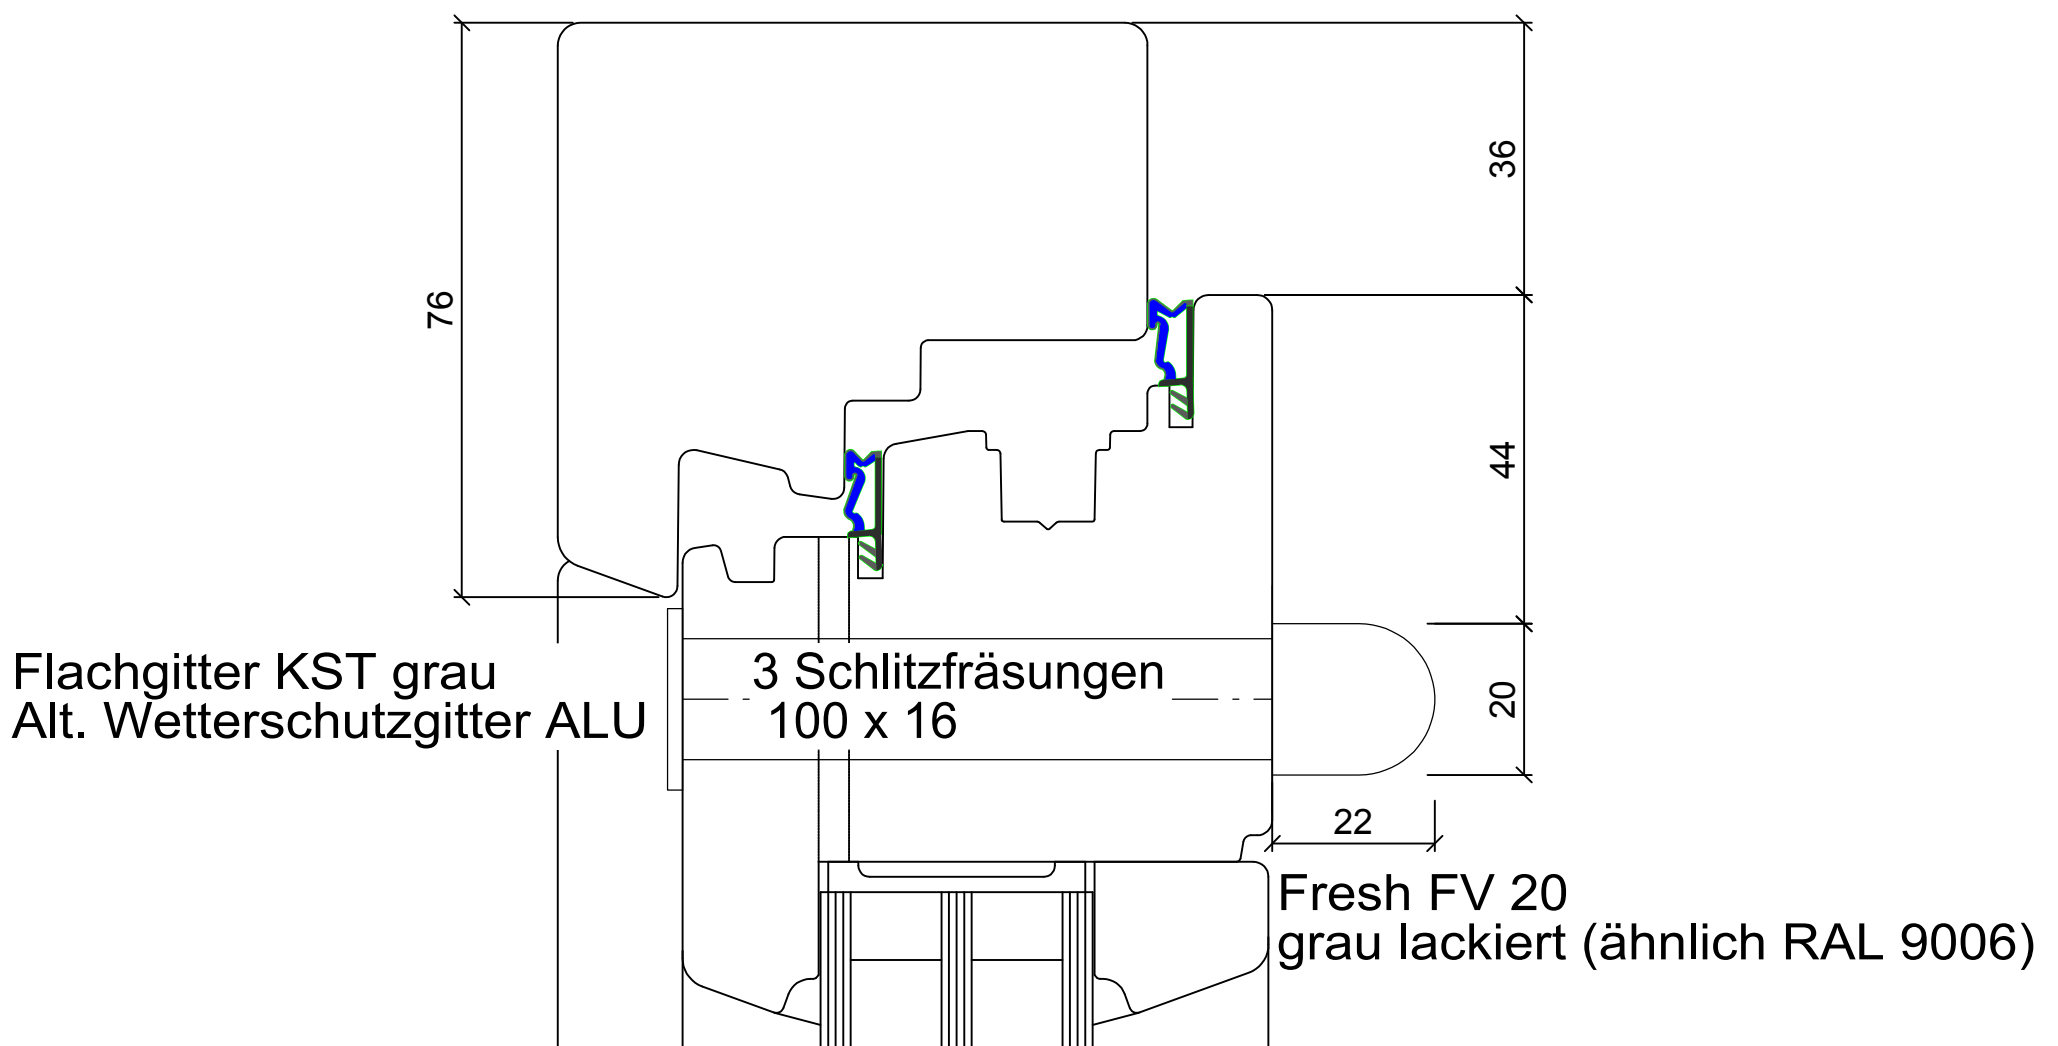 36
76
44
Flachgitter KST grau
Alt. Wetterschutzgitter ALU
3 Schlitzfräsungen
100 x 16
20
22
Fresh FV 20
grau lackiert (ähnlich RAL 9006)